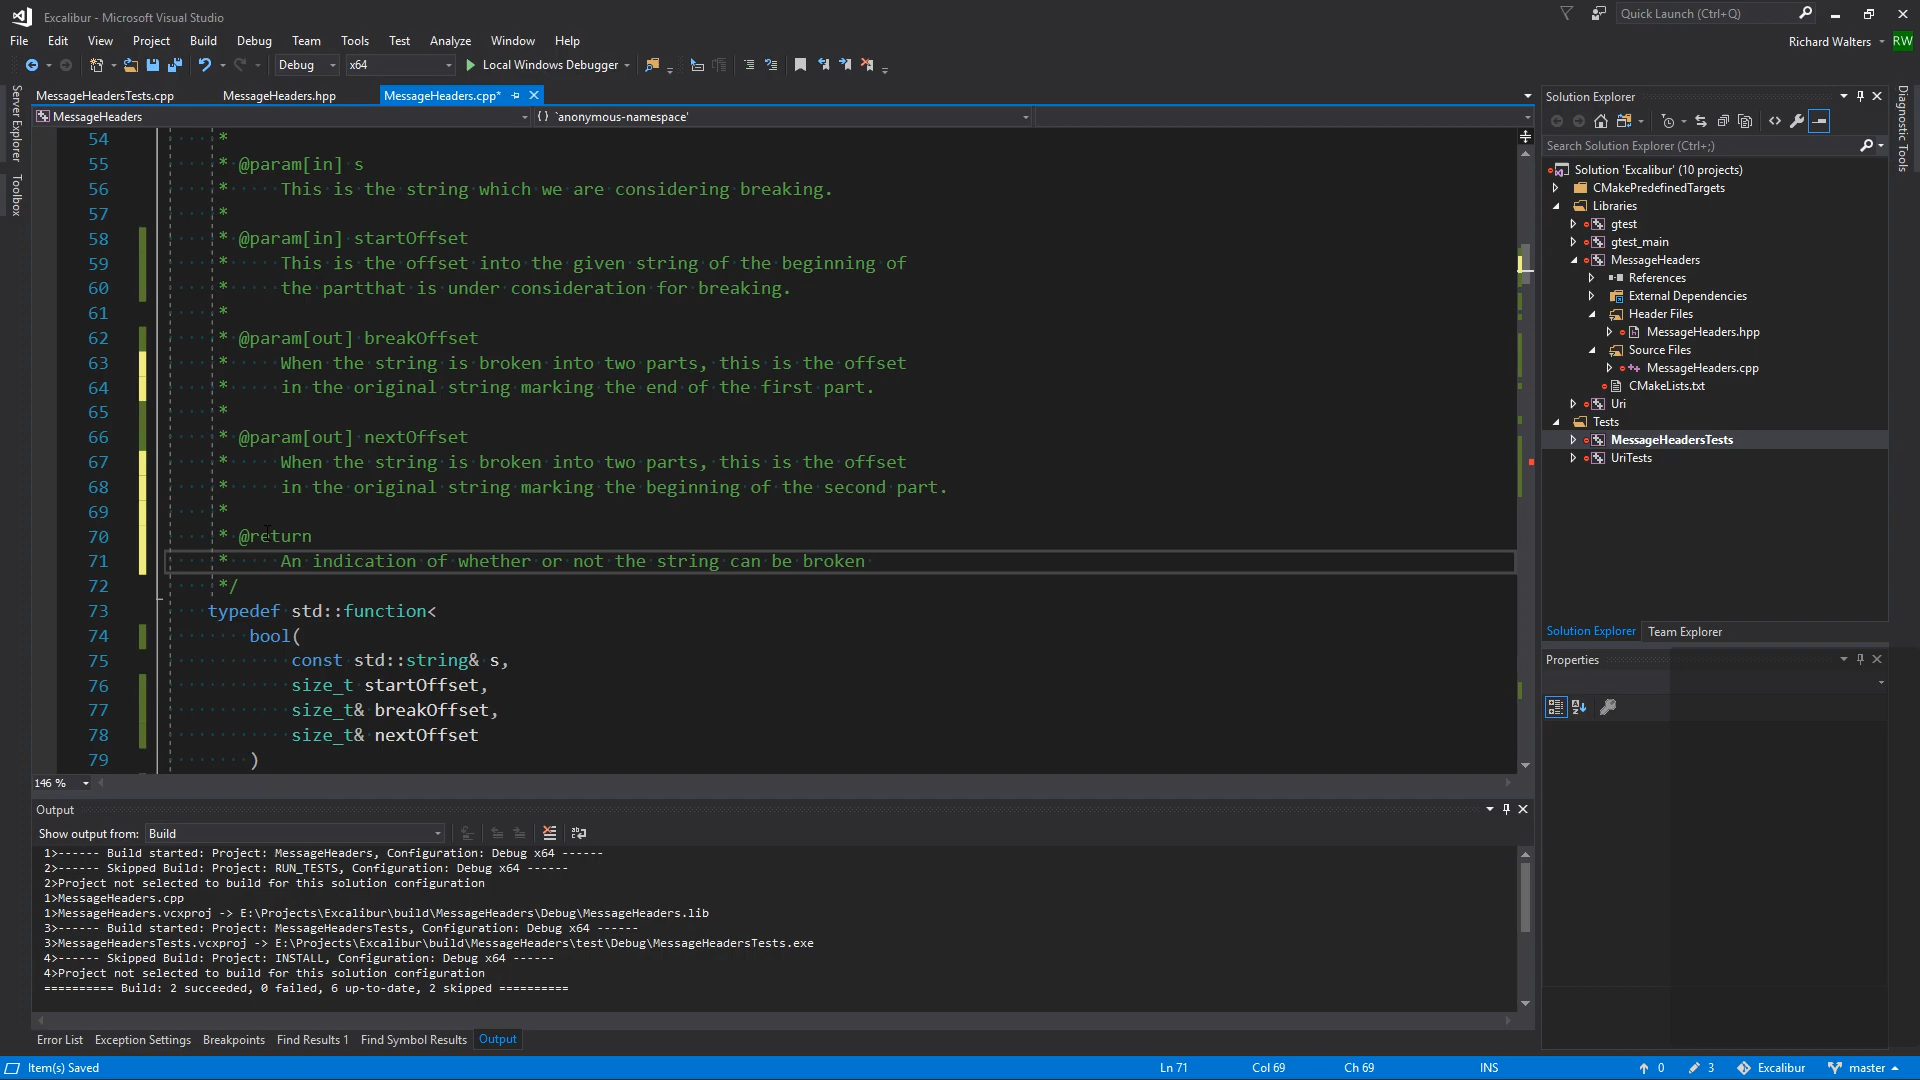 Excalibur - Microsoft Visual Studio
Quick Launch (Ctrl+Q)
File Edit View Project Build Debug Team Tools Test Analyze Window Help
Richard Walters RW
Debug x64 Local Windows Debugger
MessageHeadersTests.cpp MessageHeaders.hpp MessageHeaders.cpp*
MessageHeaders {} `anonymous-namespace'
Server Explorer
Toolbox
54 *
55 * @param[in] s
56 * This is the string which we are considering breaking.
57 *
58 * @param[in] startOffset
59 * This is the offset into the given string of the beginning of
60 * the partthat is under consideration for breaking.
61 *
62 * @param[out] breakOffset
63 * When the string is broken into two parts, this is the offset
64 * in the original string marking the end of the first part.
65 *
66 * @param[out] nextOffset
67 * When the string is broken into two parts, this is the offset
68 * in the original string marking the beginning of the second part.
69 *
70 * @return
71 * An indication of whether or not the string can be broken
72 */
73 typedef std::function<
74 bool(
75 const std::string& s,
76 size_t startOffset,
77 size_t& breakOffset,
78 size_t& nextOffset
79 )
146 %
Output
Show output from: Build
1>------ Build started: Project: MessageHeaders, Configuration: Debug x64 ------
2>------ Skipped Build: Project: RUN_TESTS, Configuration: Debug x64 ------
2>Project not selected to build for this solution configuration
1>MessageHeaders.cpp
1>MessageHeaders.vcxproj -> E:\Projects\Excalibur\build\MessageHeaders\Debug\MessageHeaders.lib
3>------ Build started: Project: MessageHeadersTests, Configuration: Debug x64 ------
3>MessageHeadersTests.vcxproj -> E:\Projects\Excalibur\build\MessageHeaders\test\Debug\MessageHeadersTests.exe
4>------ Skipped Build: Project: INSTALL, Configuration: Debug x64 ------
4>Project not selected to build for this solution configuration
========== Build: 2 succeeded, 0 failed, 6 up-to-date, 2 skipped ==========
Error List Exception Settings Breakpoints Find Results 1 Find Symbol Results Output
Solution Explorer
Search Solution Explorer (Ctrl+;)
Solution 'Excalibur' (10 projects)
CMakePredefinedTargets
Libraries
gtest
gtest_main
MessageHeaders
References
External Dependencies
Header Files
MessageHeaders.hpp
Source Files
MessageHeaders.cpp
CMakeLists.txt
Uri
Tests
MessageHeadersTests
UriTests
Solution Explorer Team Explorer
Properties
Diagnostic Tools
Item(s) Saved Ln 71 Col 69 Ch 69 INS 0 3 Excalibur master